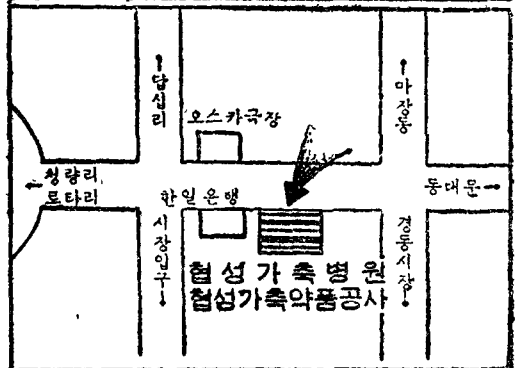 답십리
마장동
오스카극장
청량리
로타리
동대문
한일은행
시장입구
경동시장
협성가축병원
협성가축약품공사